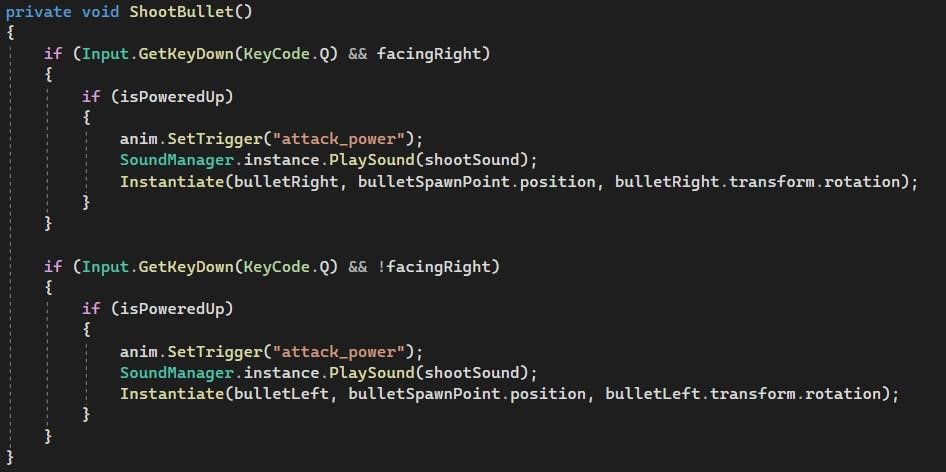 private void ShootBullet()
{
    if (Input.GetKeyDown(KeyCode.Q) && facingRight)
    {
        if (isPoweredUp)
        {
            anim.SetTrigger("attack_power");
            SoundManager.instance.PlaySound(shootSound);
            Instantiate(bulletRight, bulletSpawnPoint.position, bulletRight.transform.rotation);
        }
    }

    if (Input.GetKeyDown(KeyCode.Q) && !facingRight)
    {
        if (isPoweredUp)
        {
            anim.SetTrigger("attack_power");
            SoundManager.instance.PlaySound(shootSound);
            Instantiate(bulletLeft, bulletSpawnPoint.position, bulletLeft.transform.rotation);
        }
    }
}